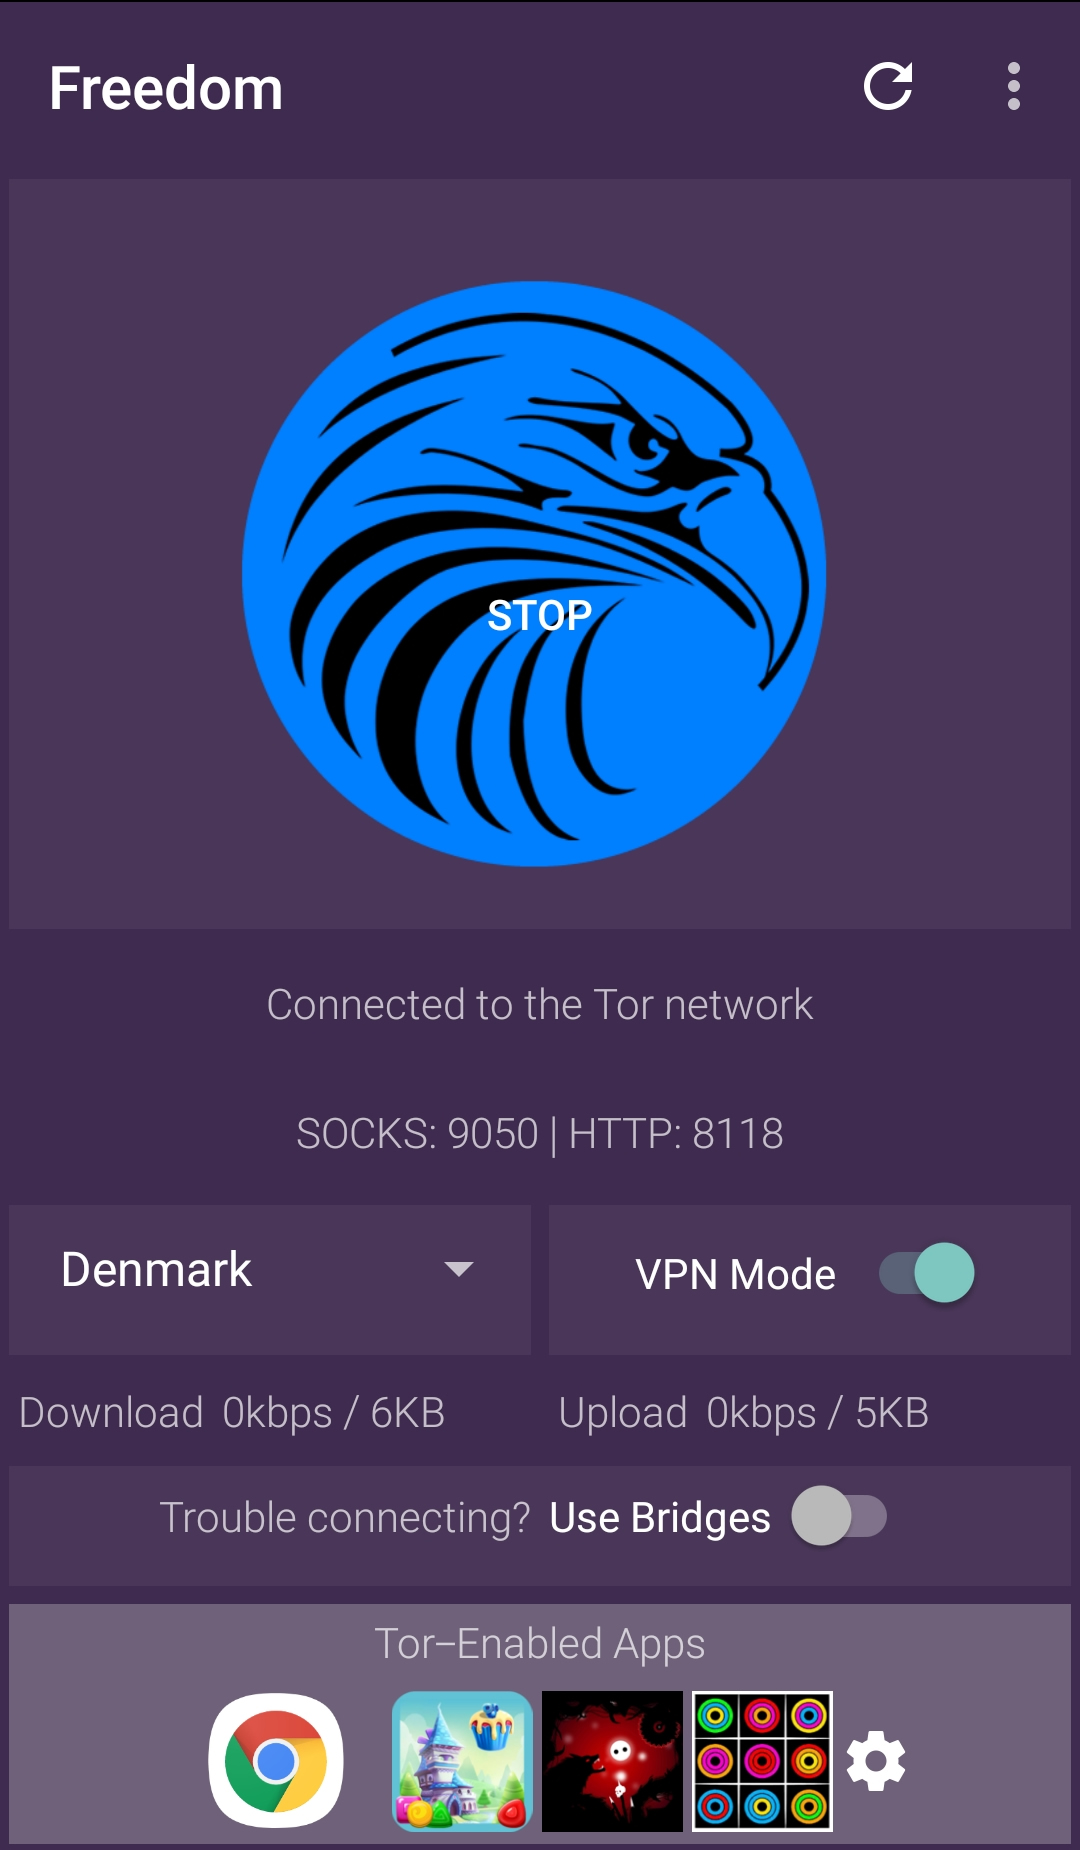 Freedom
STOP
Connected to the Tor network
SOCKS: 9050 | HTTP: 8118
Denmark
VPN Mode
Download 0kbps / 6KB
Upload 0kbps / 5KB
Trouble connecting? Use Bridges
Tor-Enabled Apps